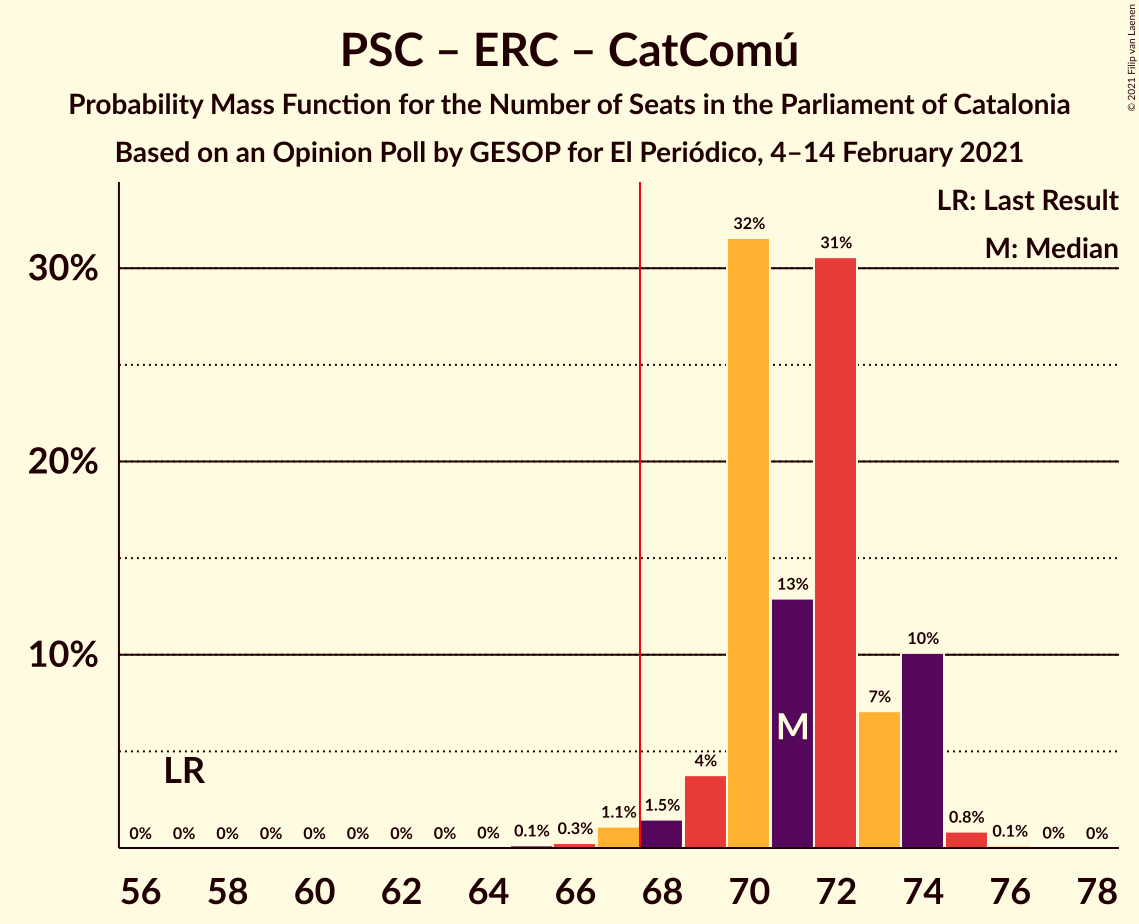 PSC – ERC – CatComú
Probability Mass Function for the Number of Seats in the Parliament of Catalonia
Based on an Opinion Poll by GESOP for El Periódico, 4–14 February 2021
© 2021 Filip van Laenen
LR: Last Result
M: Median
30%
20%
10%
0% 0% 0% 0% 0% 0% 0% 0% 0% 0.1% 0.3% 1.1% 1.5% 4% 32% 13% 31% 7% 10% 0.8% 0.1% 0% 0%
LR
M
56 58 60 62 64 66 68 70 72 74 76 78